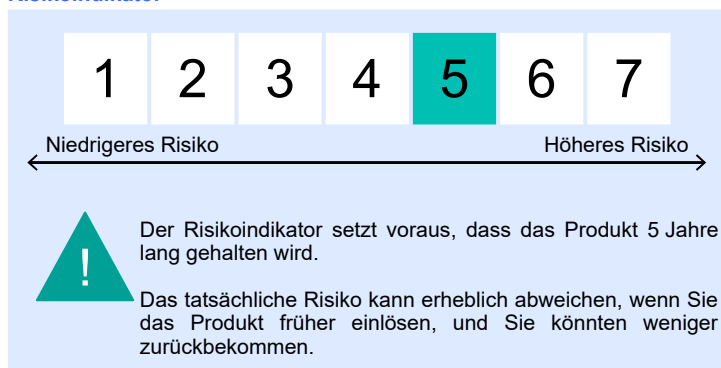 1 2 3 4 5 6 7
Niedrigeres Risiko Höheres Risiko
Der Risikoindikator setzt voraus, dass das Produkt 5 Jahre
lang gehalten wird.
!
Das tatsächliche Risiko kann erheblich abweichen, wenn Sie
das Produkt früher einlösen, und Sie könnten weniger
zurückbekommen.